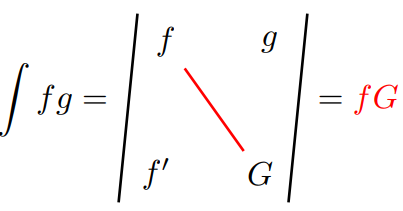 f g
∫ fg = = fG
f′ G